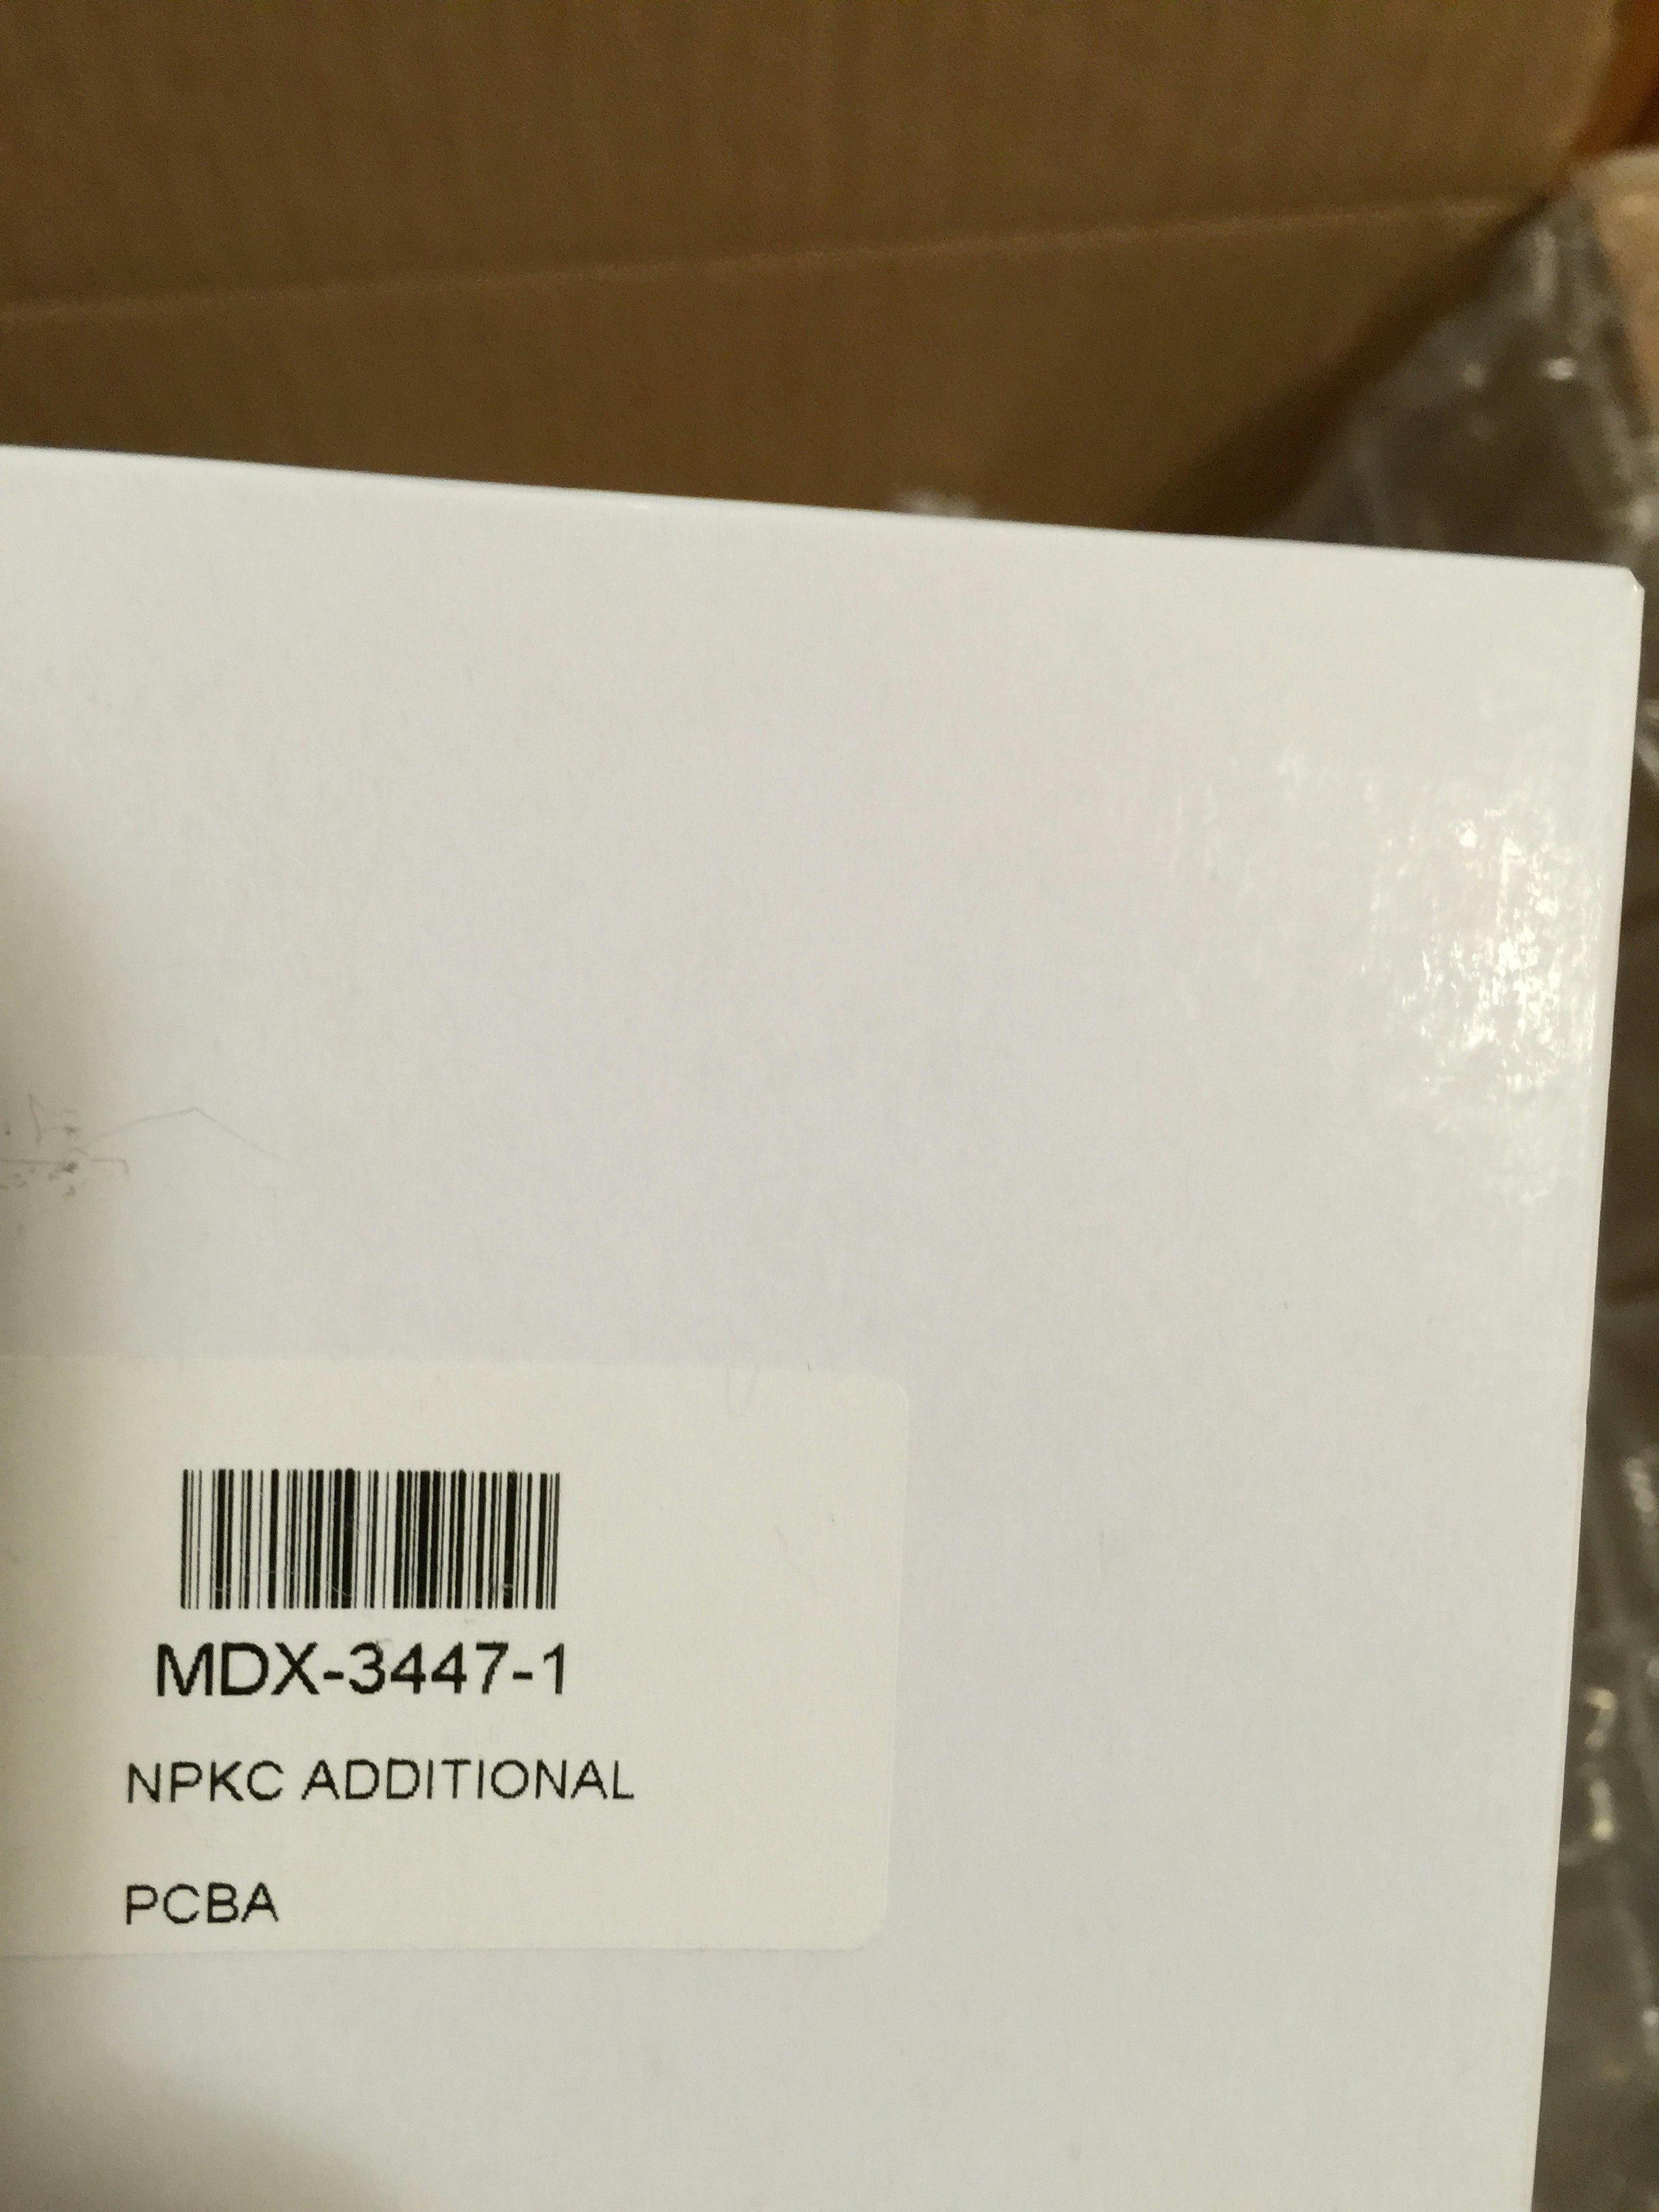 MDX-3447-1
NPKC ADDITIONAL
PCBA